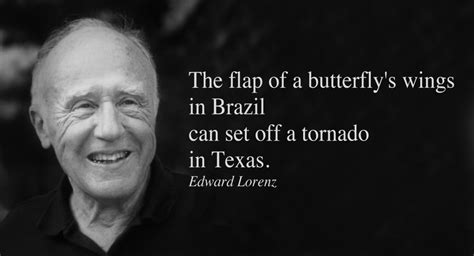 The flap of a butterfly's wings
in Brazil
can set off a tornado
in Texas.
Edward Lorenz